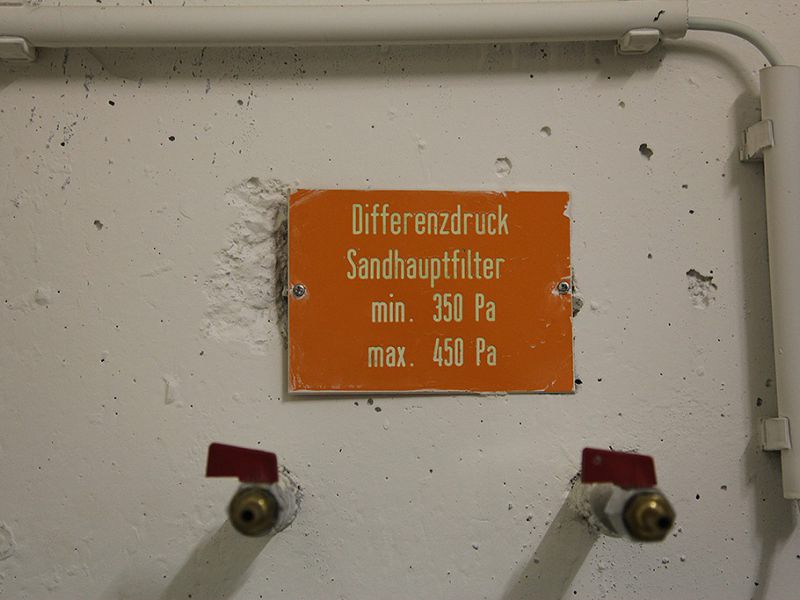 Differenzdruck
Sandhauptfilter
min. 350 Pa
max. 450 Pa